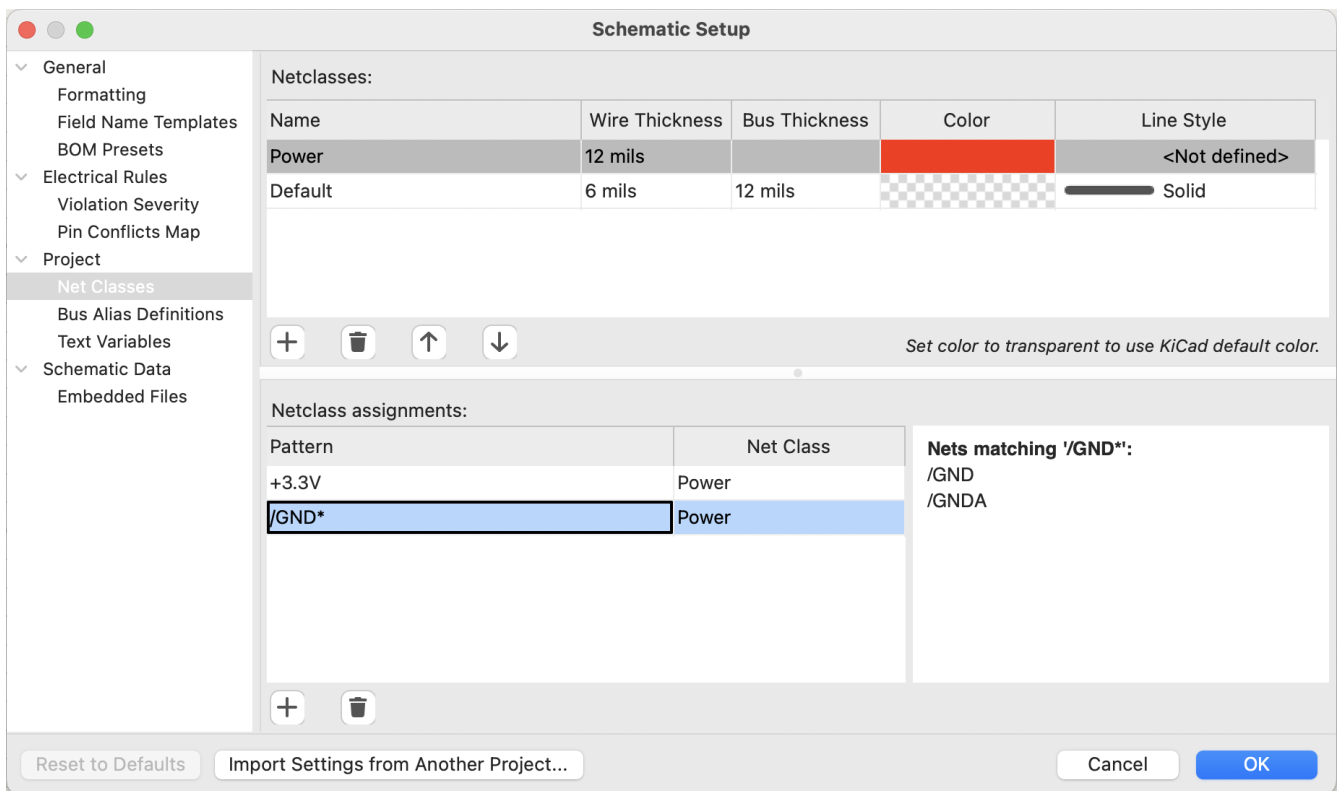 Schematic Setup
General
Formatting
Field Name Templates
BOM Presets
Electrical Rules
Violation Severity
Pin Conflicts Map
Project
Net Classes
Bus Alias Definitions
Text Variables
Schematic Data
Embedded Files
Netclasses:
Name Wire Thickness Bus Thickness Color Line Style
Power 12 mils <Not defined>
Default 6 mils 12 mils Solid
Set color to transparent to use KiCad default color.
Netclass assignments:
Pattern Net Class
+3.3V Power
/GND* Power
Nets matching '/GND*':
/GND
/GNDA
Reset to Defaults Import Settings from Another Project... Cancel OK